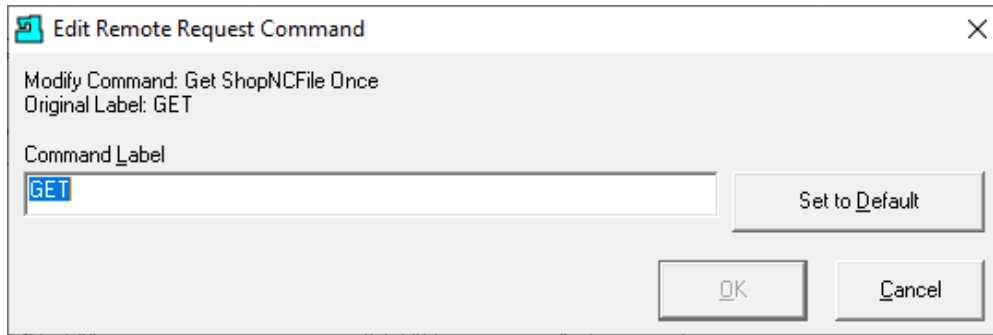 Edit Remote Request Command
Modify Command: Get ShopNCFile Once
Original Label: GET
Command Label
GET
Set to Default
OK
Cancel